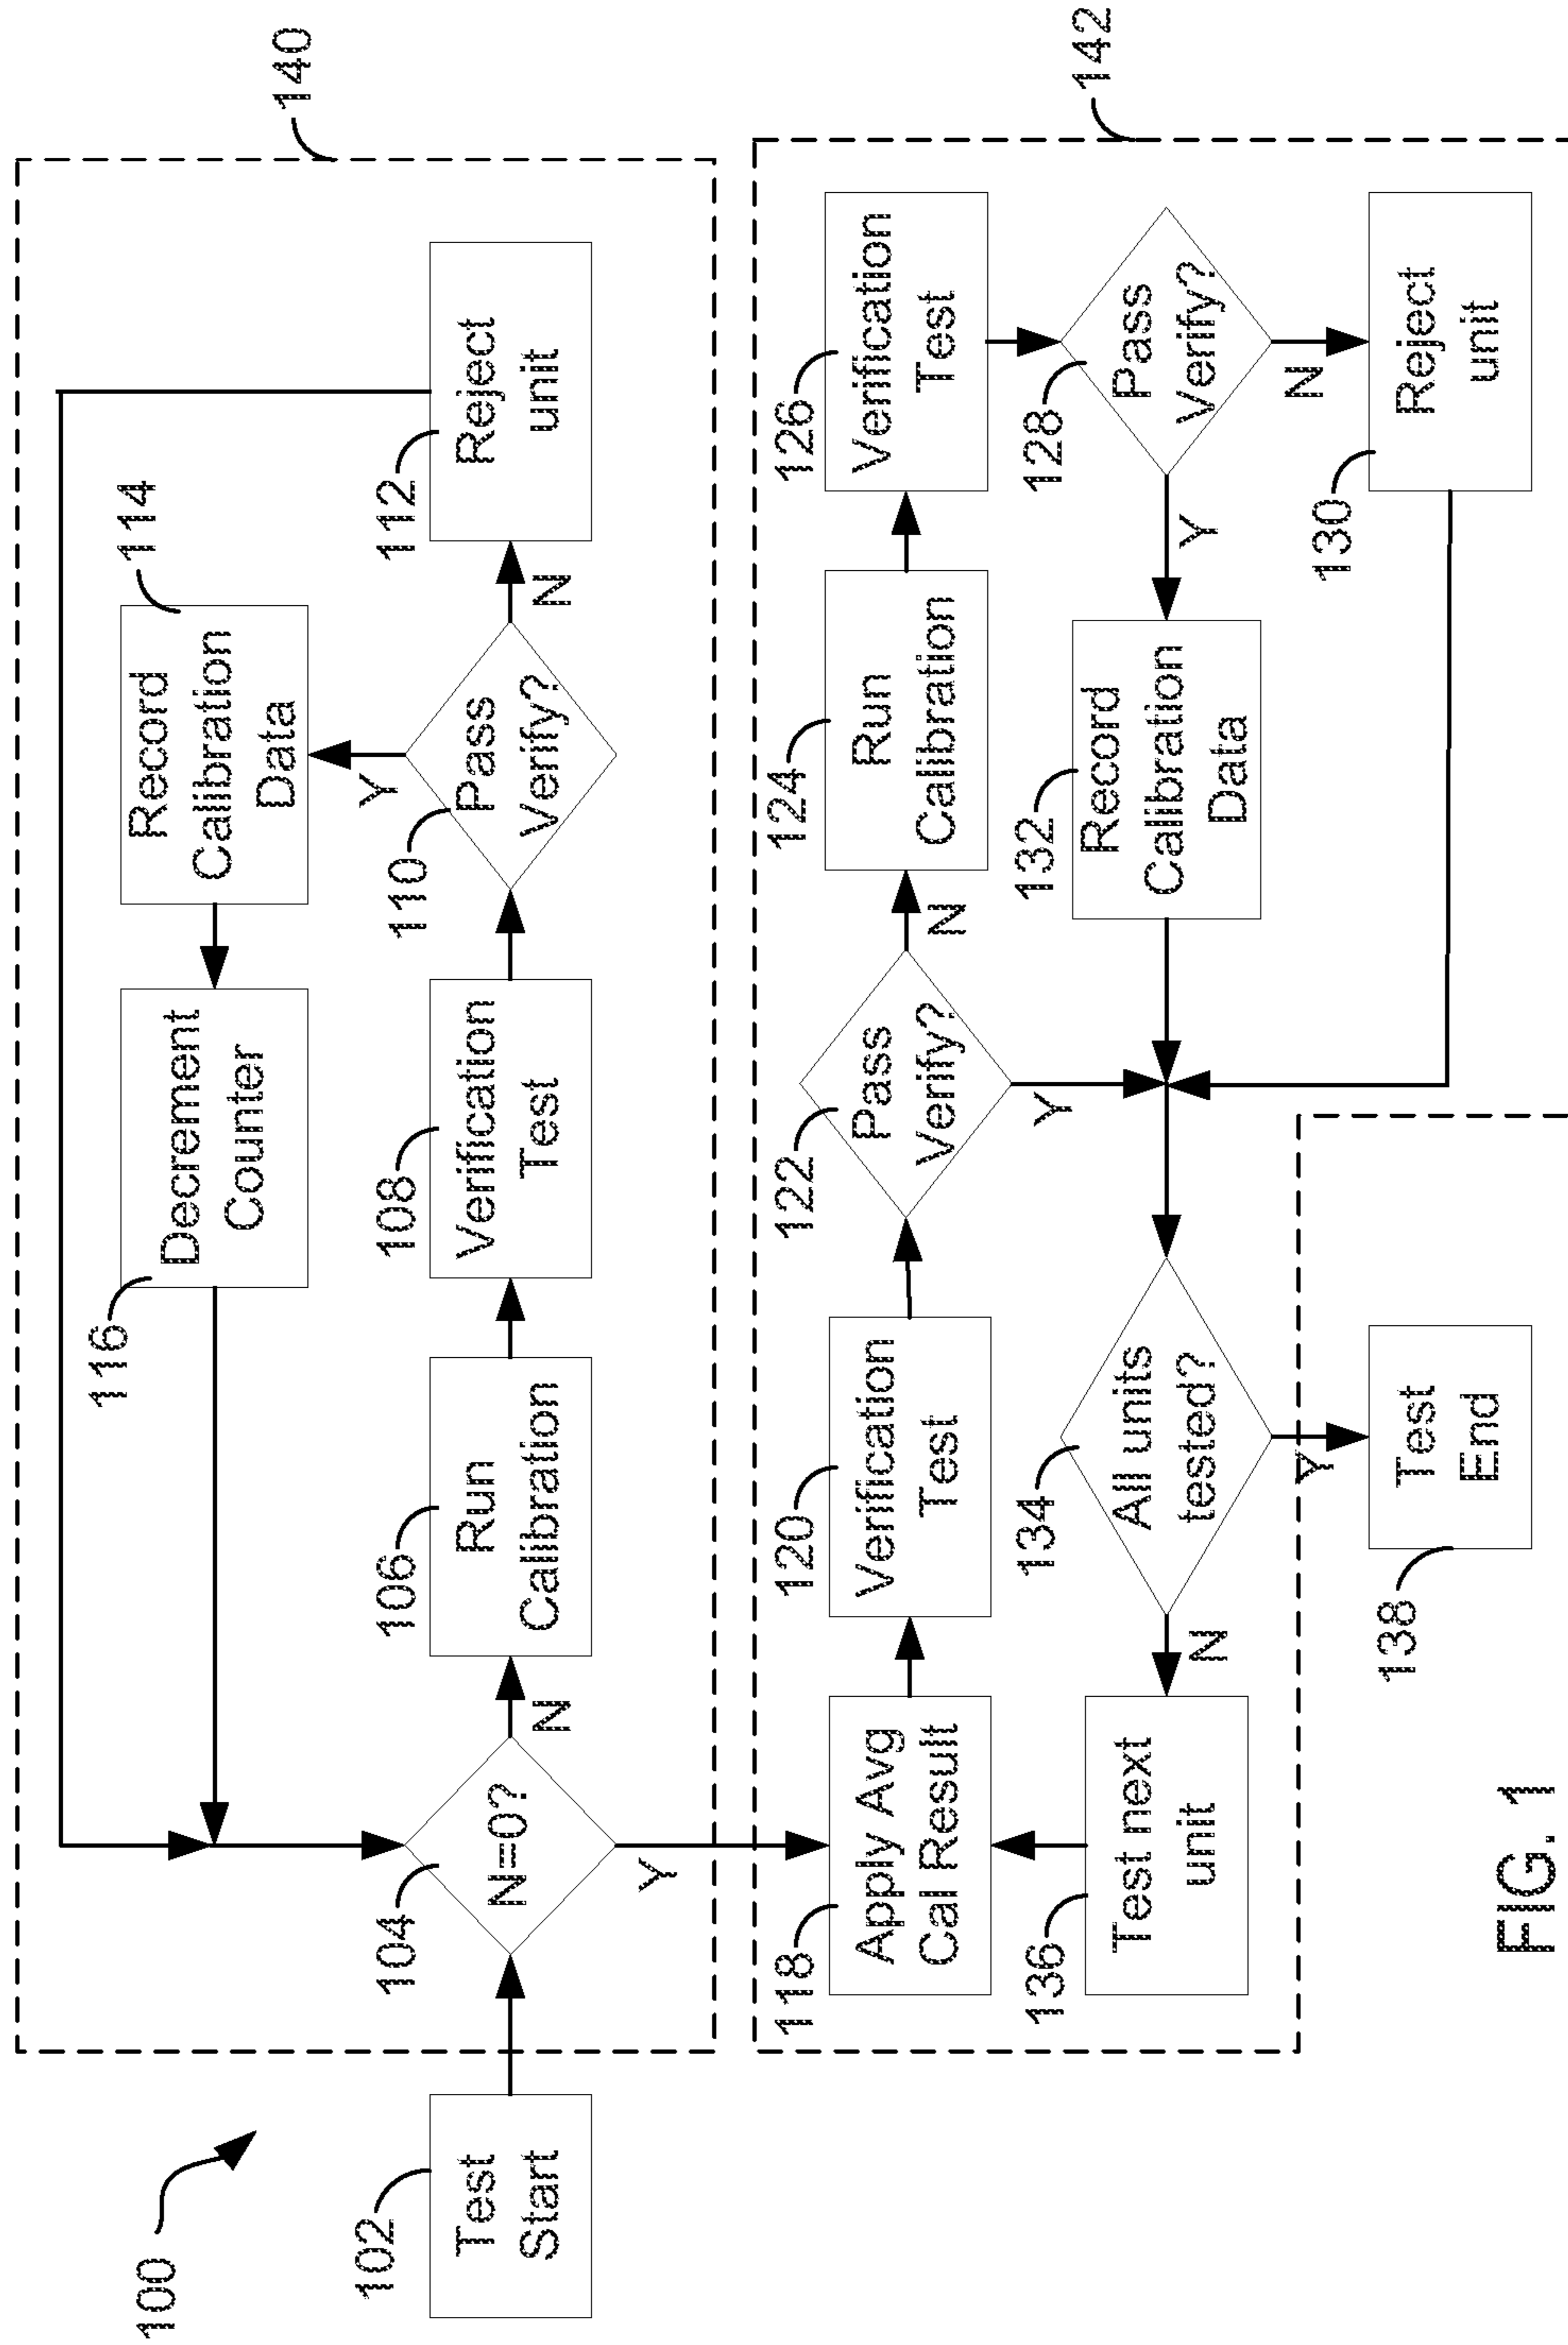 100
140
114
Record
Calibration
Data
116
Decrement
Counter
102
Test
Start
104
N=0?
N
Y
106
Run
Calibration
108
Verification
Test
110
Pass
Verify?
Y
N
112
Reject
unit
142
118
Apply Avg
Cal Result
120
Verification
Test
122
Pass
Verify?
N
Y
124
Run
Calibration
126
Verification
Test
128
Pass
Verify?
Y
N
130
Reject
unit
132
Record
Calibration
Data
134
All units
tested?
N
Y
136
Test next
unit
138
Test
End
FIG. 1